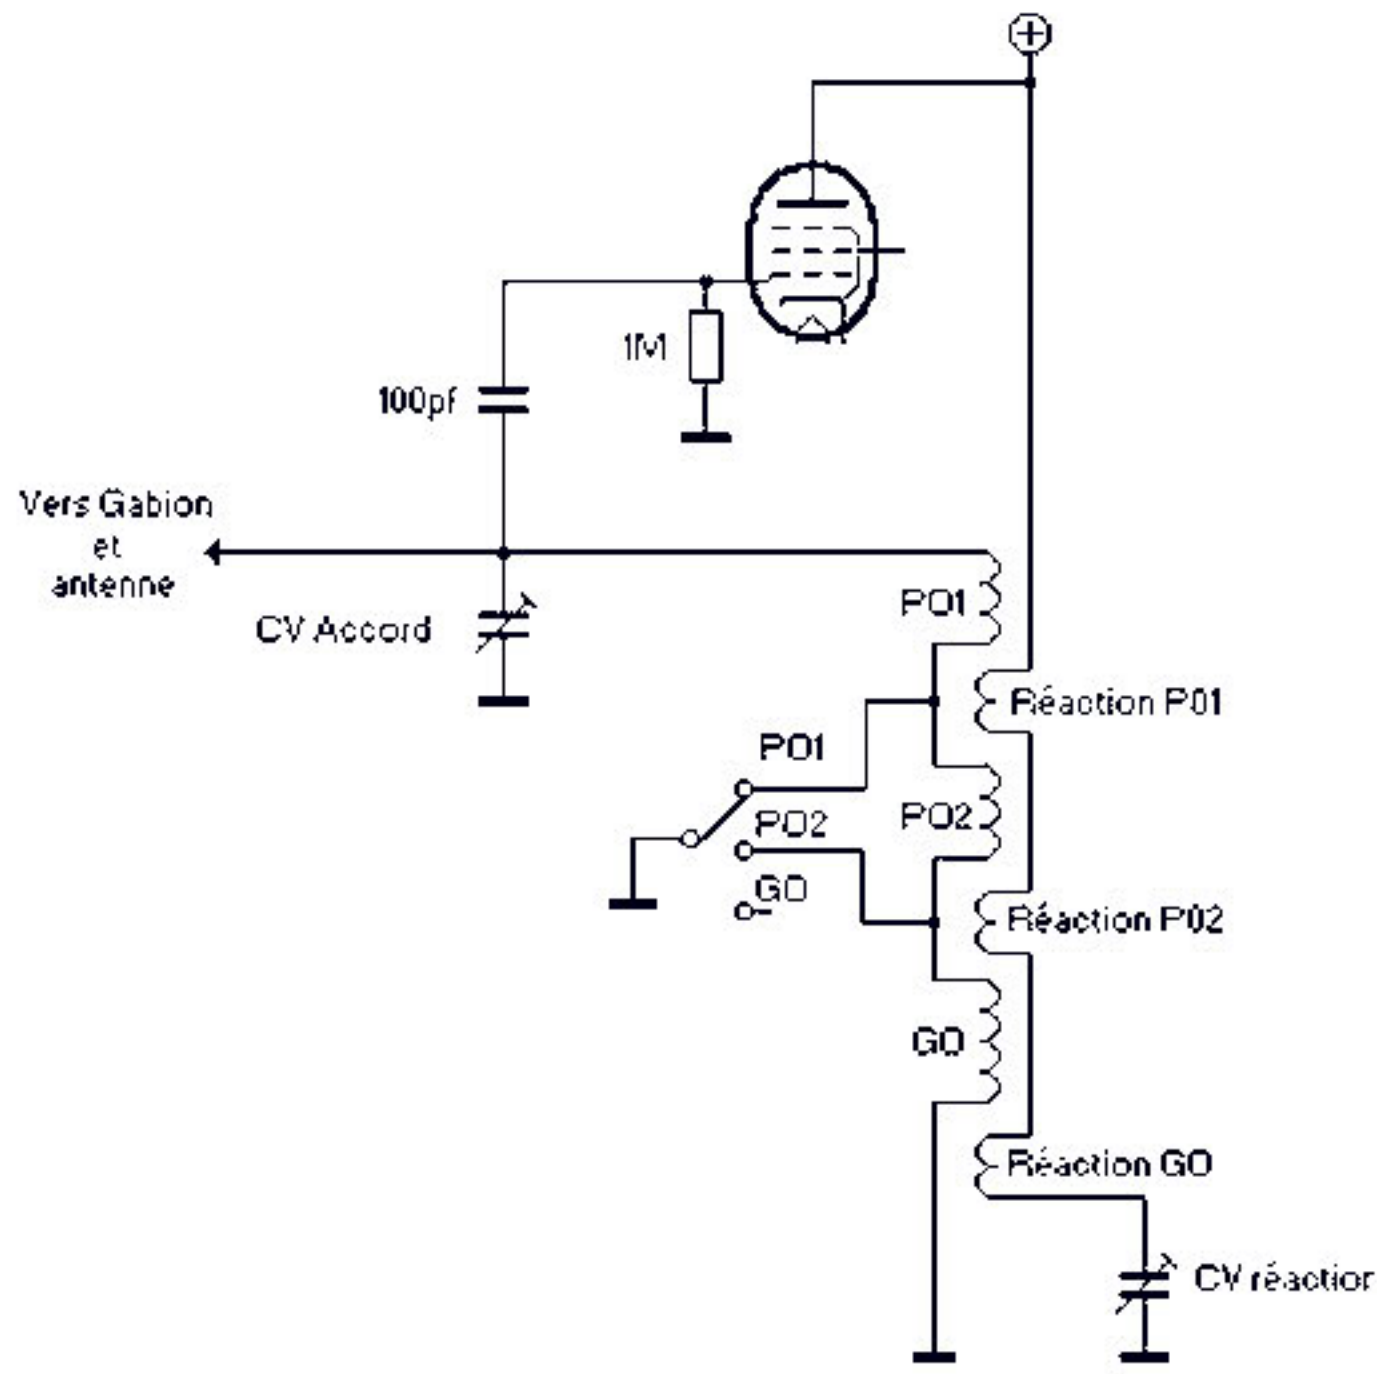 1M
100pf
Vers Gabion
et
antenne
CV Accord
PO1
Réaction P01
PO1
PO2
PO2
GO
Réaction P02
GO
Réaction GO
CV réaction